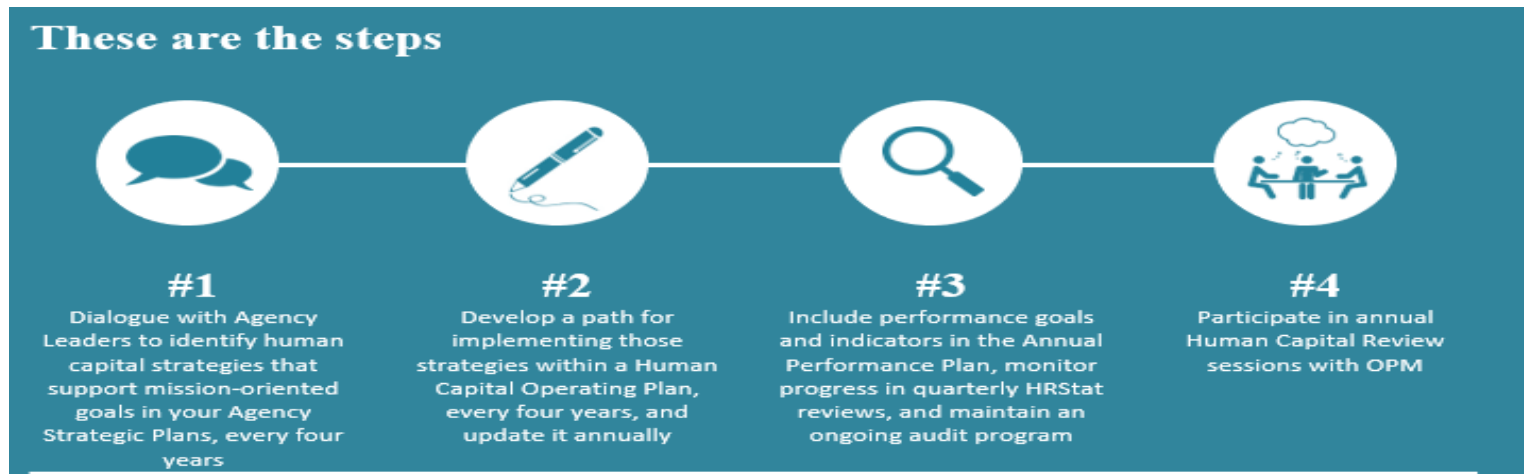 These are the steps
#1
Dialogue with Agency
Leaders to identify human
capital strategies that
support mission-oriented
goals in your Agency
Strategic Plans, every four
years
#2
Develop a path for
implementing those
strategies within a Human
Capital Operating Plan,
every four years, and
update it annually
#3
Include performance goals
and indicators in the Annual
Performance Plan, monitor
progress in quarterly HRStat
reviews, and maintain an
ongoing audit program
#4
Participate in annual
Human Capital Review
sessions with OPM